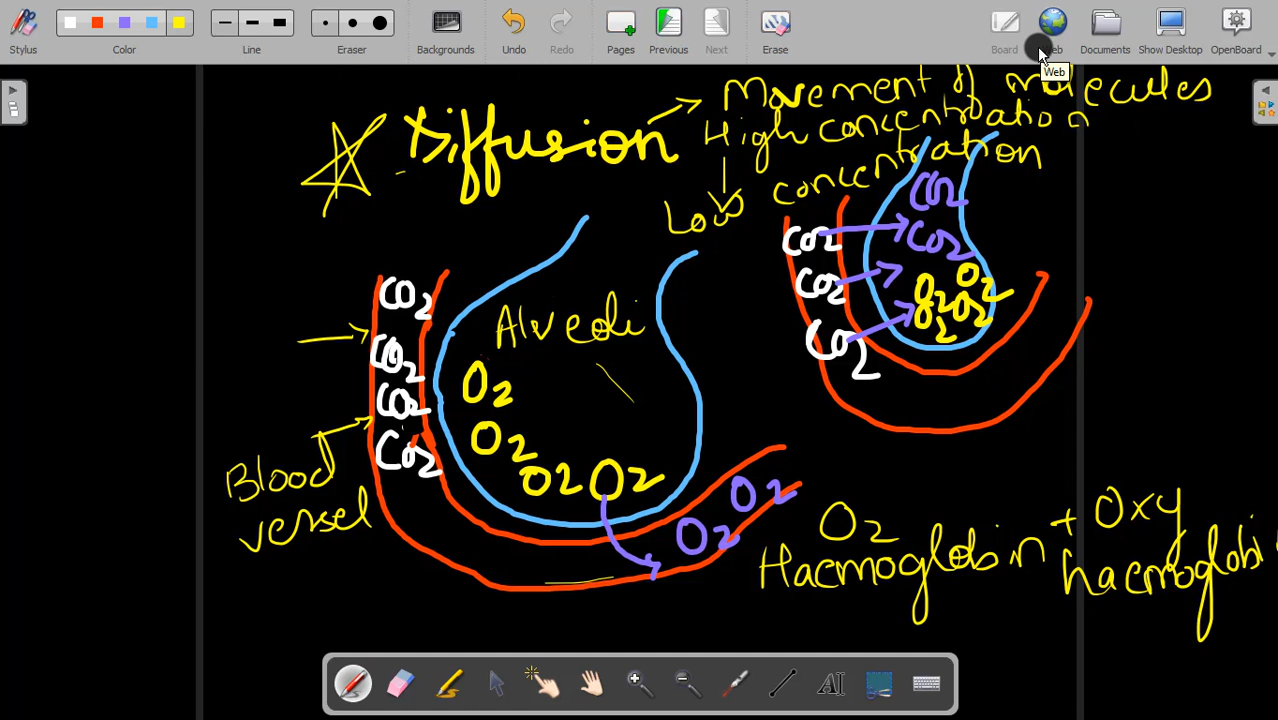 Stylus
Color
Line
Eraser
Backgrounds
Undo
Redo
Pages
Previous
Next
Erase
Board
Web
Documents
Show Desktop
OpenBoard
Web
Diffusion → Movement of molecules
High concentration
↓
Low concentration
CO2
CO2
CO2
CO2
CO2
O2
O2 O2
O2
CO2
CO2
CO2
CO2
Alveoli
O2
O2
O2 O2
O2
O2
Blood
vessel
O2 + Oxy
Haemoglobin haemoglobi